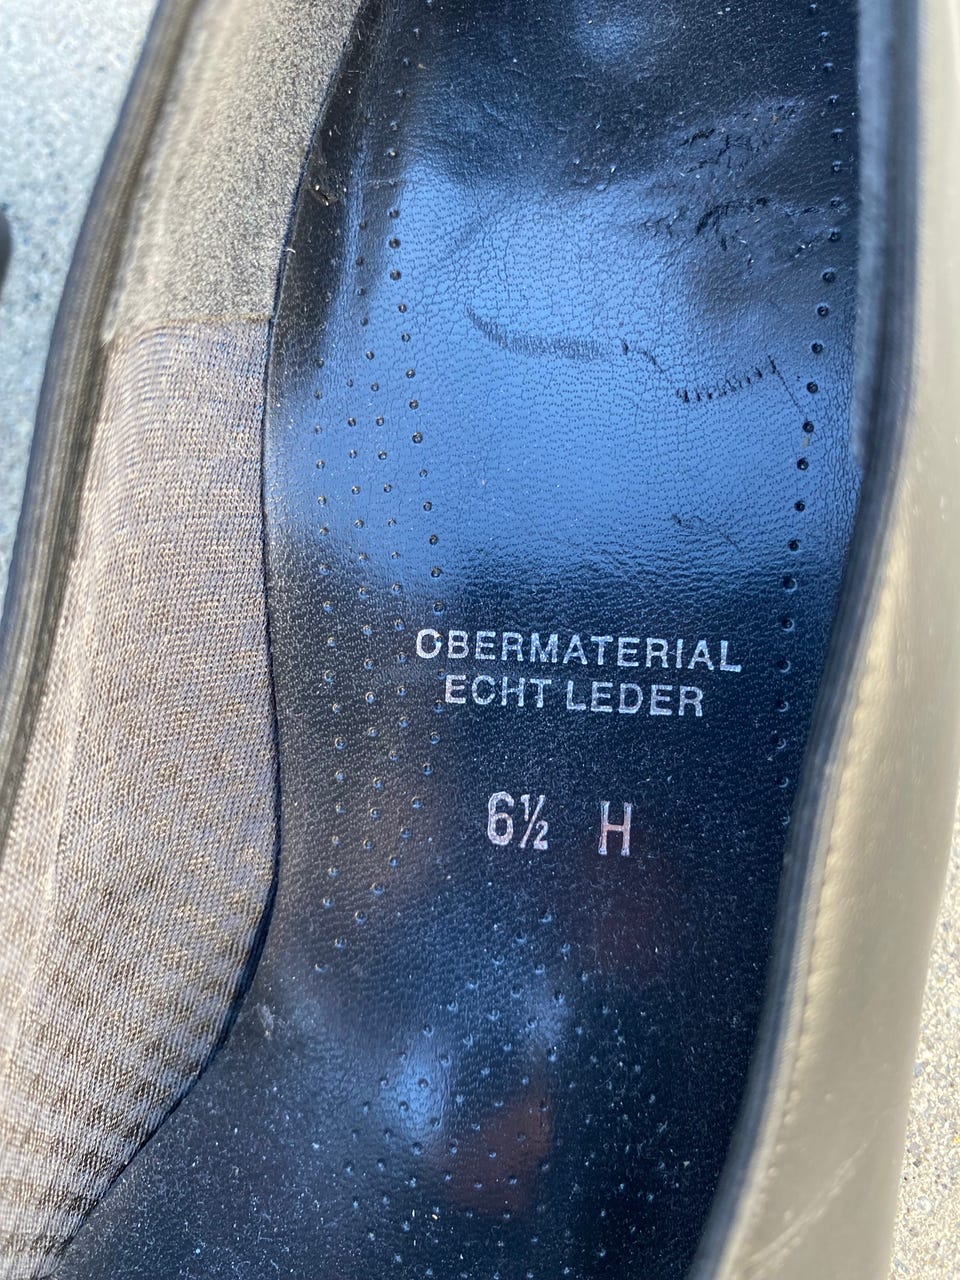 OBERMATERIAL
ECHT LEDER
6½ H